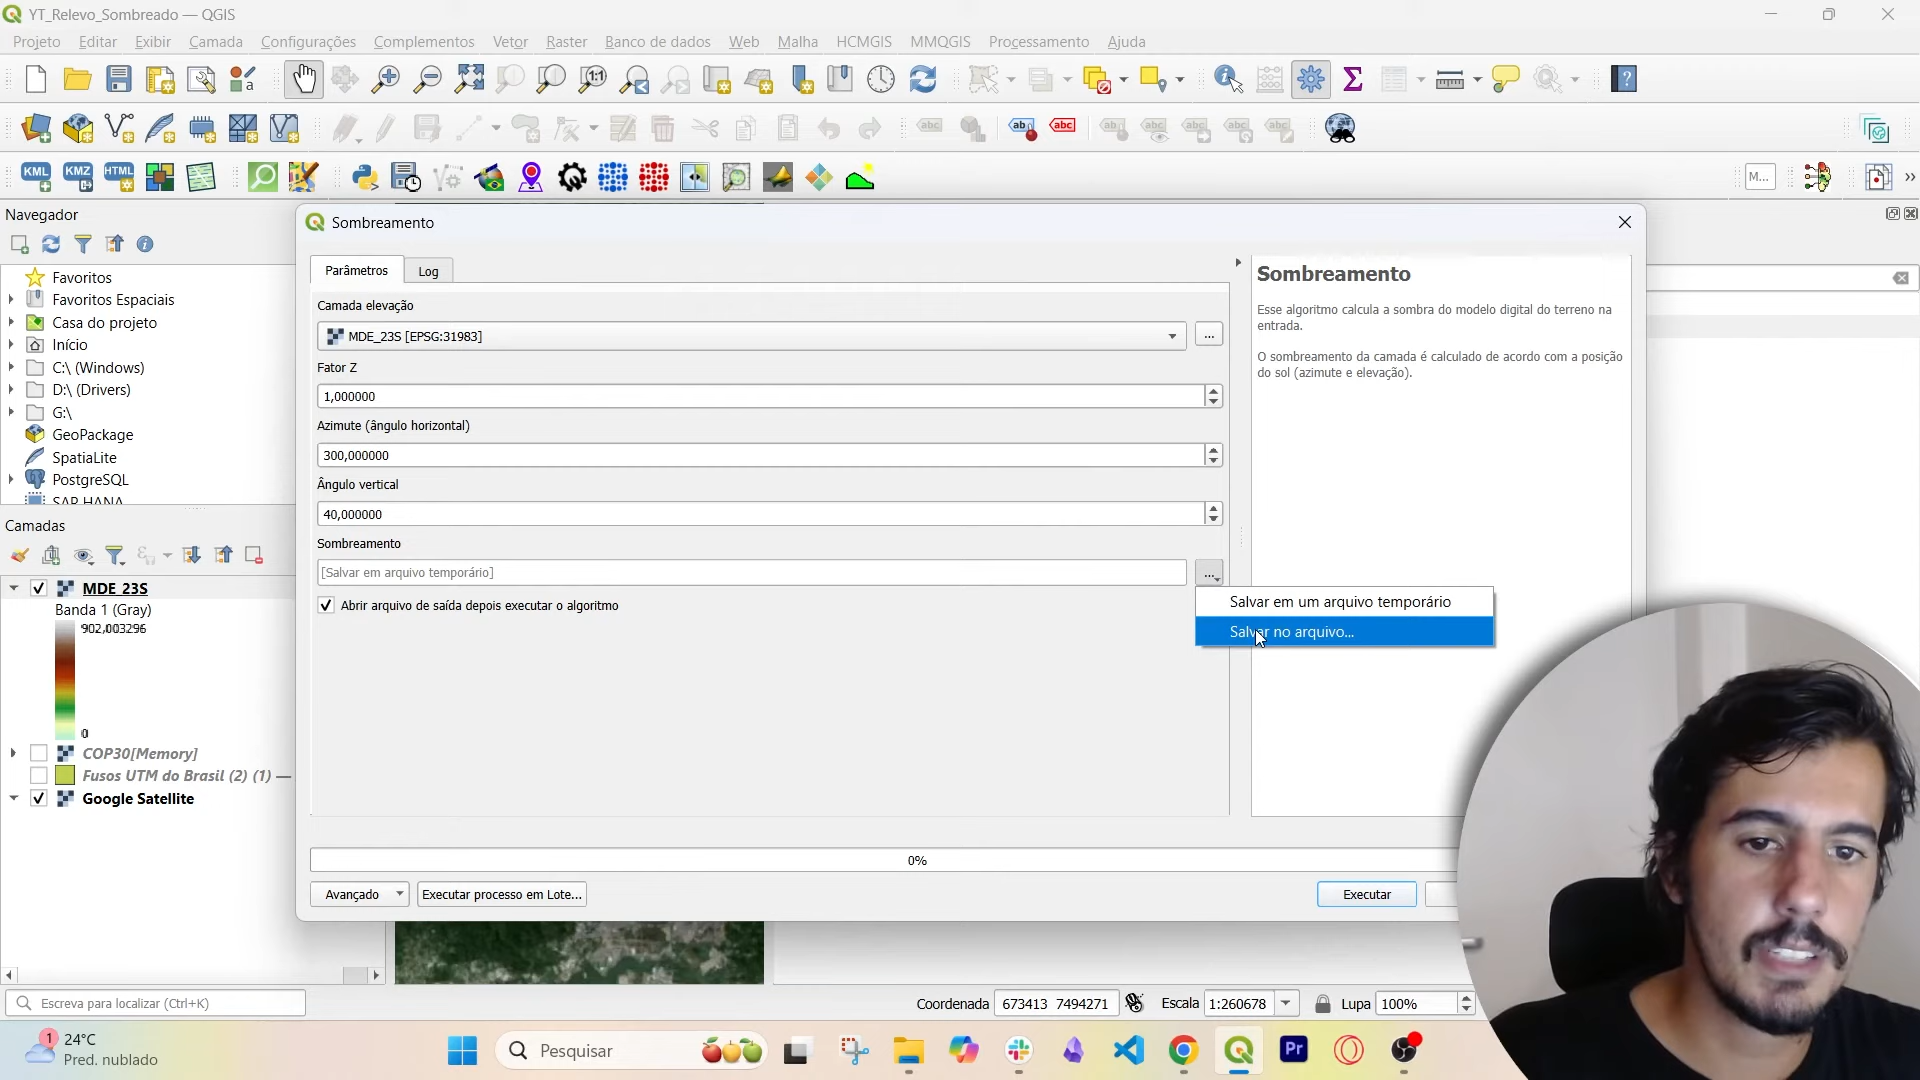 YT_Relevo_Sombreado — QGIS
Projeto Editar Exibir Camada Configurações Complementos Vetor Raster Banco de dados Web Malha HCMGIS MMQGIS Processamento Ajuda
KML KMZ HTML
M...
Navegador
Favoritos
Favoritos Espaciais
Casa do projeto
Início
C:\ (Windows)
D:\ (Drivers)
G:\
GeoPackage
SpatiaLite
PostgreSQL
SAP HANA
Camadas
MDE_23S
Banda 1 (Gray)
902,003296
0
COP30[Memory]
Fusos UTM do Brasil (2) (1) —
Google Satellite
Sombreamento
Parâmetros Log
Camada elevação
MDE_23S [EPSG:31983]
...
Fator Z
1,000000
Azimute (ângulo horizontal)
300,000000
Ângulo vertical
40,000000
Sombreamento
[Salvar em arquivo temporário]
...
Abrir arquivo de saída depois executar o algoritmo
Salvar em um arquivo temporário
Salvar no arquivo...
Sombreamento
Esse algoritmo calcula a sombra do modelo digital do terreno na
entrada.
O sombreamento da camada é calculado de acordo com a posição
do sol (azimute e elevação).
0%
Avançado Executar processo em Lote... Executar
Escreva para localizar (Ctrl+K)
Coordenada 673413 7494271 Escala 1:260678 Lupa 100%
1
24°C
Pred. nublado
Pesquisar
Pr